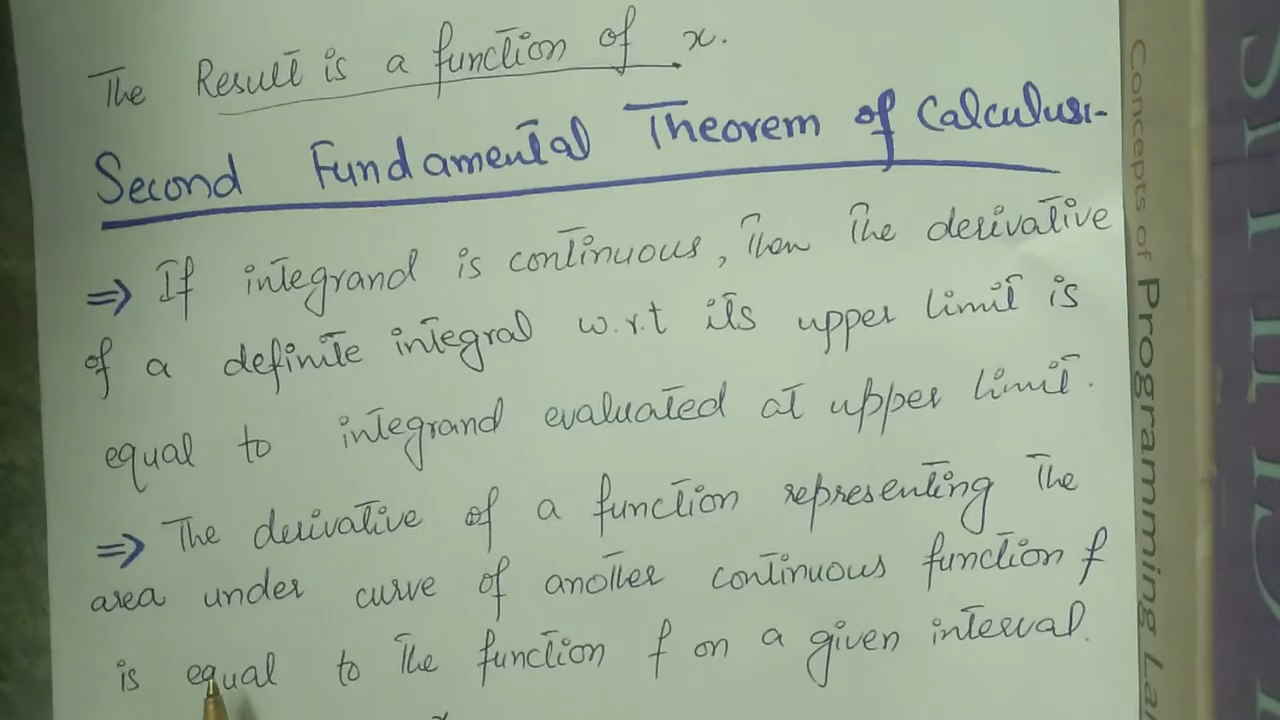 The Result is a function of x.
Second Fundamental Theorem of Calculus:-
⇒ If integrand is continuous, then the derivative
of a definite integral w.r.t its upper limit is
equal to integrand evaluated at upper limit.
⇒ The derivative of a function representing the
area under curve of another continuous function f
is equal to the function f on a given interval.
Concepts of Programming La